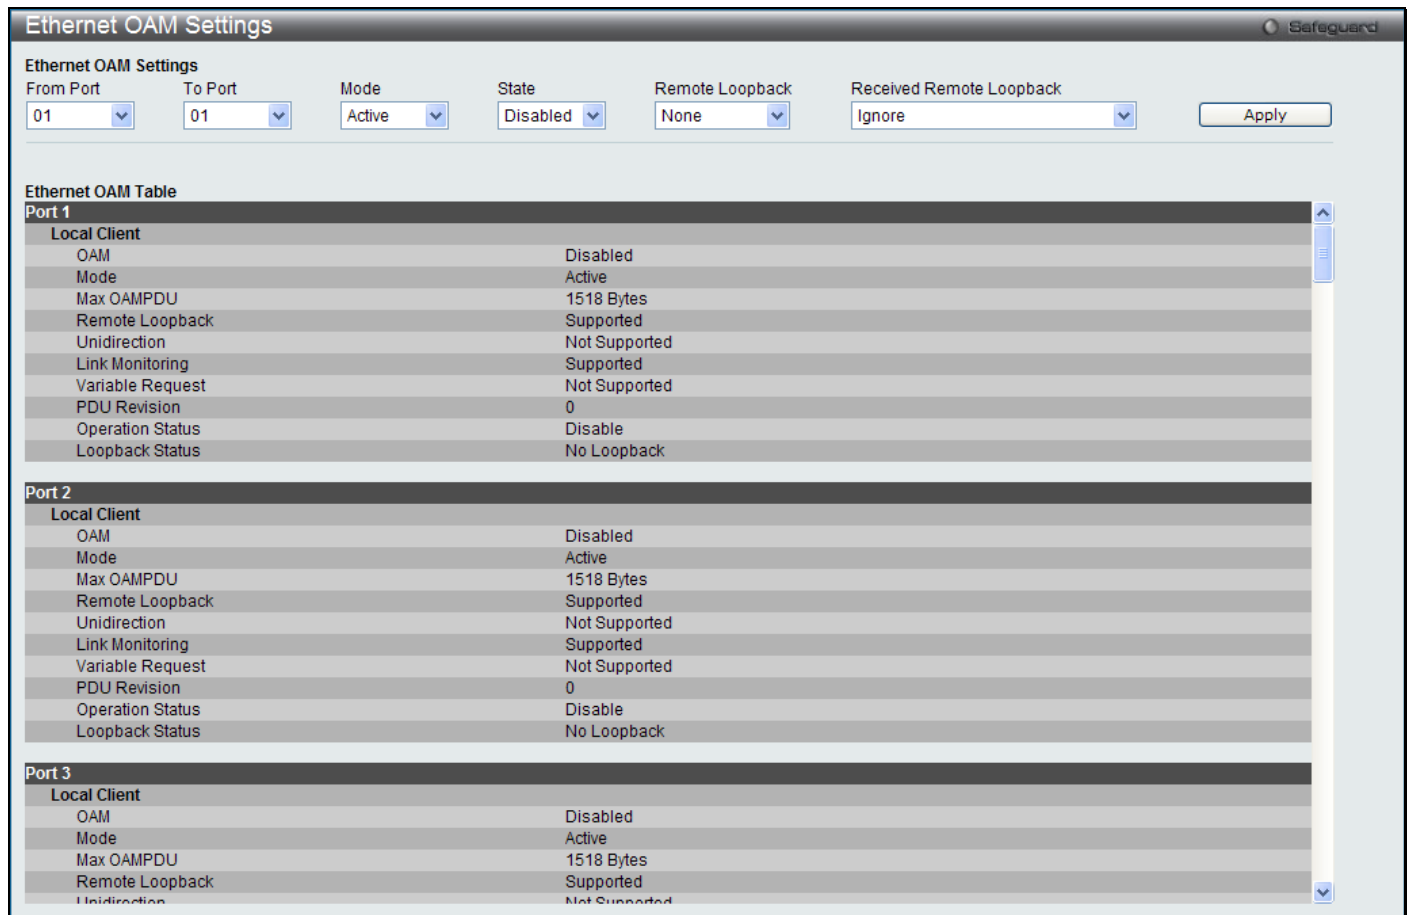 Ethernet OAM Settings
Safeguard
Ethernet OAM Settings
From Port To Port Mode State Remote Loopback Received Remote Loopback
01 01 Active Disabled None Ignore Apply
Ethernet OAM Table
Port 1
Local Client
OAM Disabled
Mode Active
Max OAMPDU 1518 Bytes
Remote Loopback Supported
Unidirection Not Supported
Link Monitoring Supported
Variable Request Not Supported
PDU Revision 0
Operation Status Disable
Loopback Status No Loopback
Port 2
Local Client
OAM Disabled
Mode Active
Max OAMPDU 1518 Bytes
Remote Loopback Supported
Unidirection Not Supported
Link Monitoring Supported
Variable Request Not Supported
PDU Revision 0
Operation Status Disable
Loopback Status No Loopback
Port 3
Local Client
OAM Disabled
Mode Active
Max OAMPDU 1518 Bytes
Remote Loopback Supported
Unidirection Not Supported